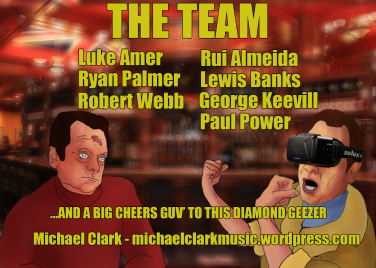 THE TEAM
Luke Amer
Ryan Palmer
Robert Webb
Rui Almeida
Lewis Banks
George Keevill
Paul Power
...AND A BIG CHEERS GUV' TO THIS DIAMOND GEEZER
Michael Clark - michaelclarkmusic.wordpress.com